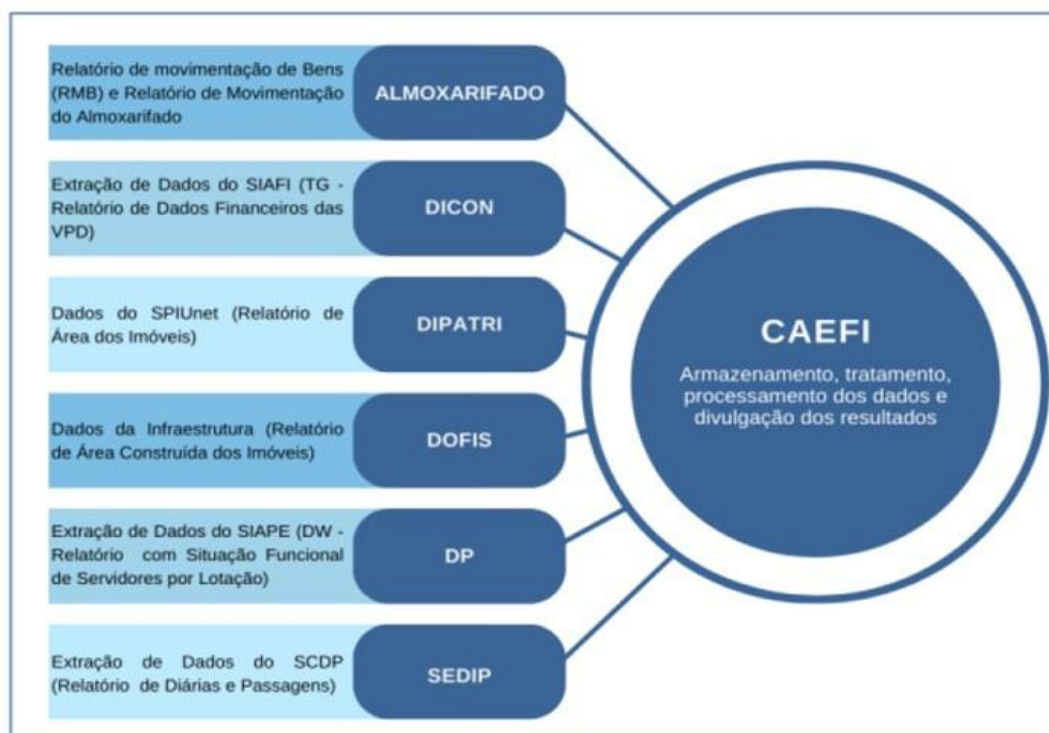 Relatório de movimentação de Bens
(RMB) e Relatório de Movimentação
do Almoxarifado
ALMOXARIFADO
Extração de Dados do SIAFI (TG -
Relatório de Dados Financeiros das
VPD)
DICON
Dados do SPIUnet (Relatório de
Área dos Imóveis)
DIPATRI
Dados da Infraestrutura (Relatório
de Área Construída dos Imóveis)
DOFIS
Extração de Dados do SIAPE (DW -
Relatório com Situação Funcional
de Servidores por Lotação)
DP
Extração de Dados do SCDP
(Relatório de Diárias e Passagens)
SEDIP
CAEFI
Armazenamento, tratamento,
processamento dos dados e
divulgação dos resultados